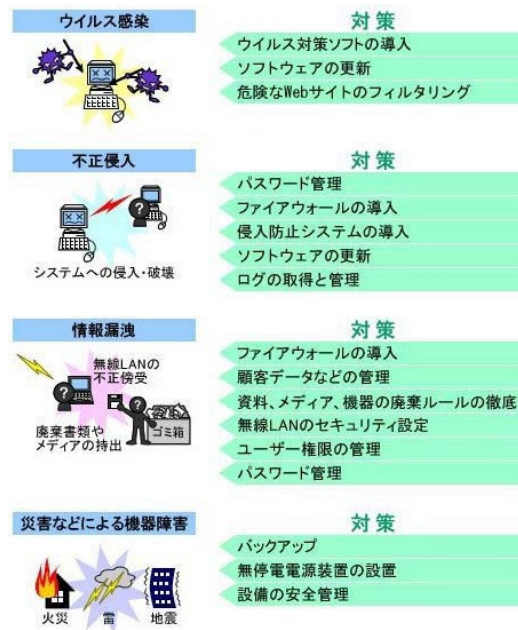 ウイルス感染
対策
ウイルス対策ソフトの導入
ソフトウェアの更新
危険なWebサイトのフィルタリング
不正侵入
システムへの侵入・破壊
対策
パスワード管理
ファイアウォールの導入
侵入防止システムの導入
ソフトウェアの更新
ログの取得と管理
情報漏洩
無線LANの
不正傍受
廃棄書類や
メディアの持出
ゴミ箱
対策
ファイアウォールの導入
顧客データなどの管理
資料、メディア、機器の廃棄ルールの徹底
無線LANのセキュリティ設定
ユーザー権限の管理
パスワード管理
災害などによる機器障害
火災
雷
地震
対策
バックアップ
無停電電源装置の設置
設備の安全管理